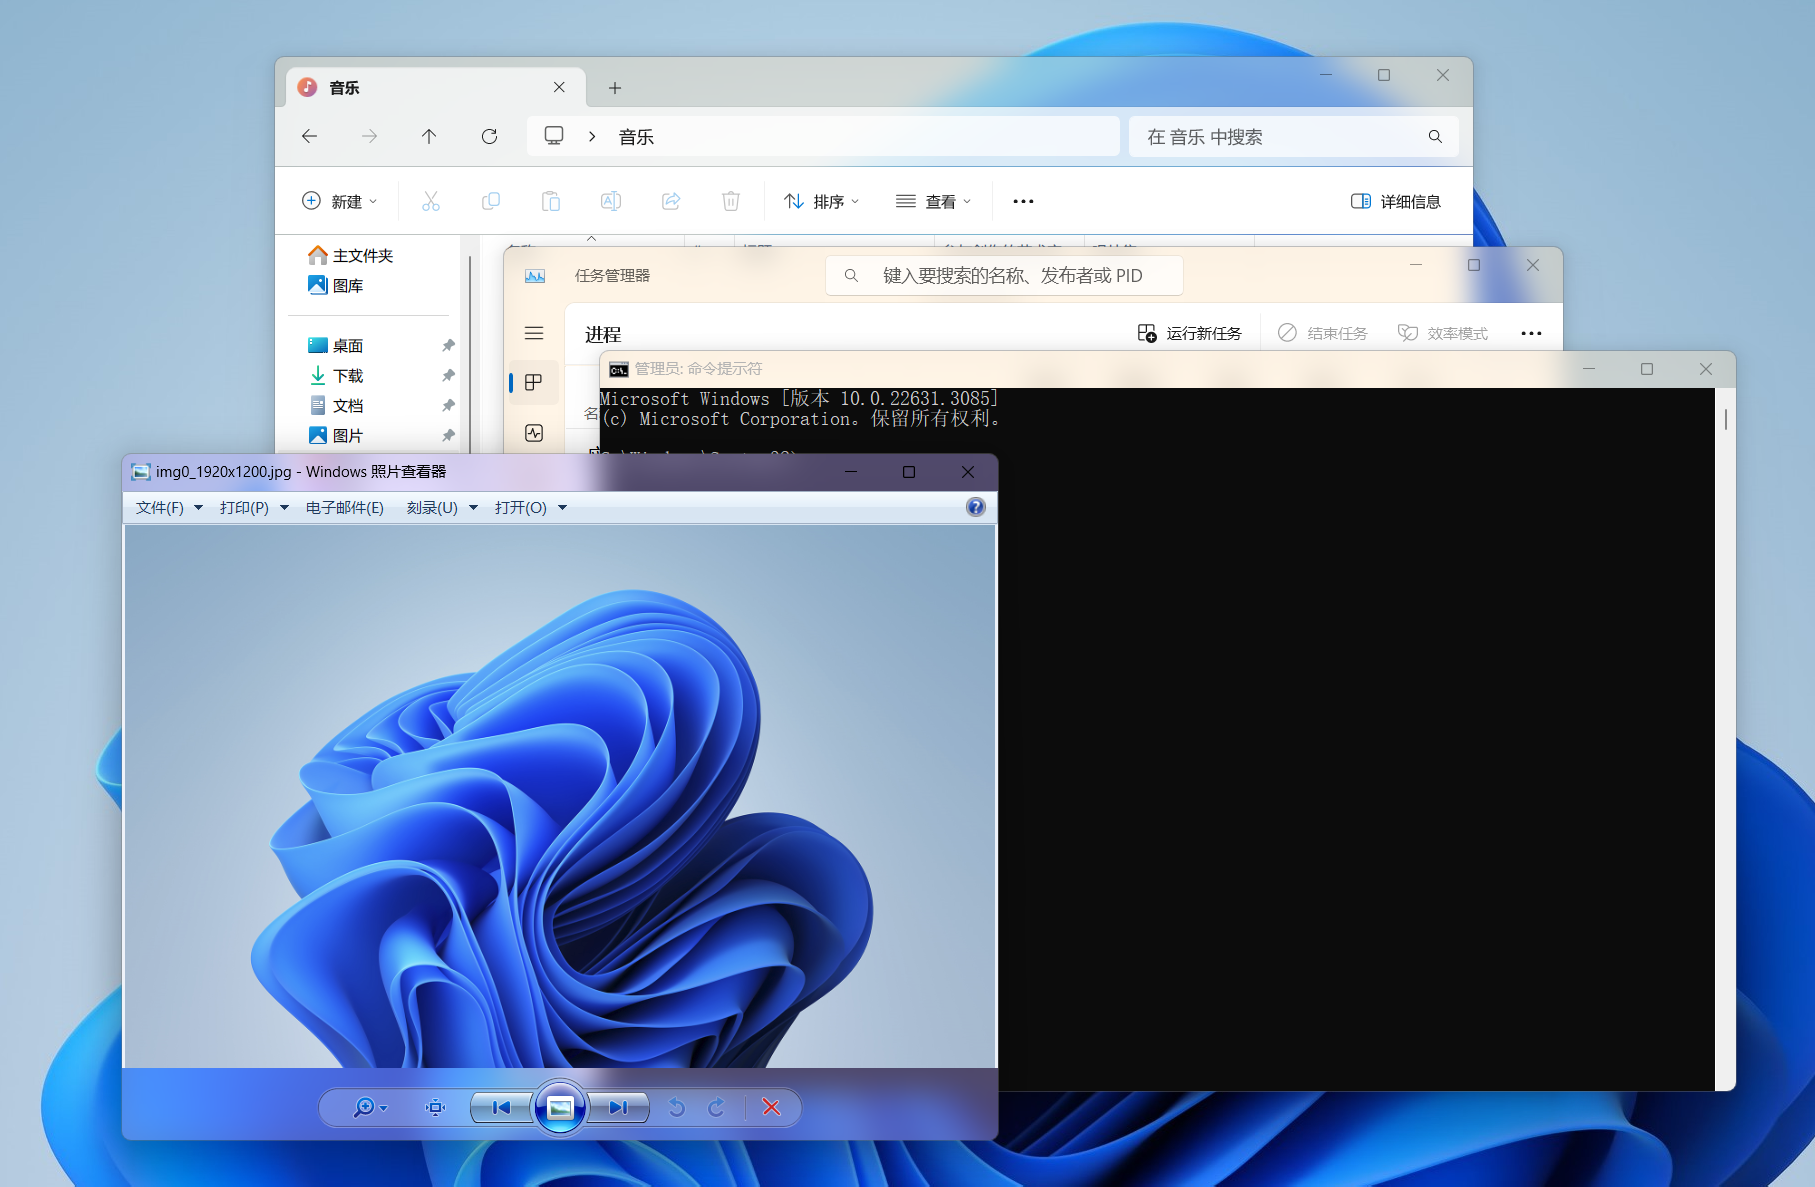 音乐
音乐
在 音乐 中搜索
新建
排序
查看
详细信息
主文件夹
图库
桌面
下载
文档
图片
任务管理器
键入要搜索的名称、发布者或 PID
进程
运行新任务
结束任务
效率模式
管理员: 命令提示符
Microsoft Windows [版本 10.0.22631.3085]
(c) Microsoft Corporation。保留所有权利。
img0_1920x1200.jpg - Windows 照片查看器
文件(F)
打印(P)
电子邮件(E)
刻录(U)
打开(O)